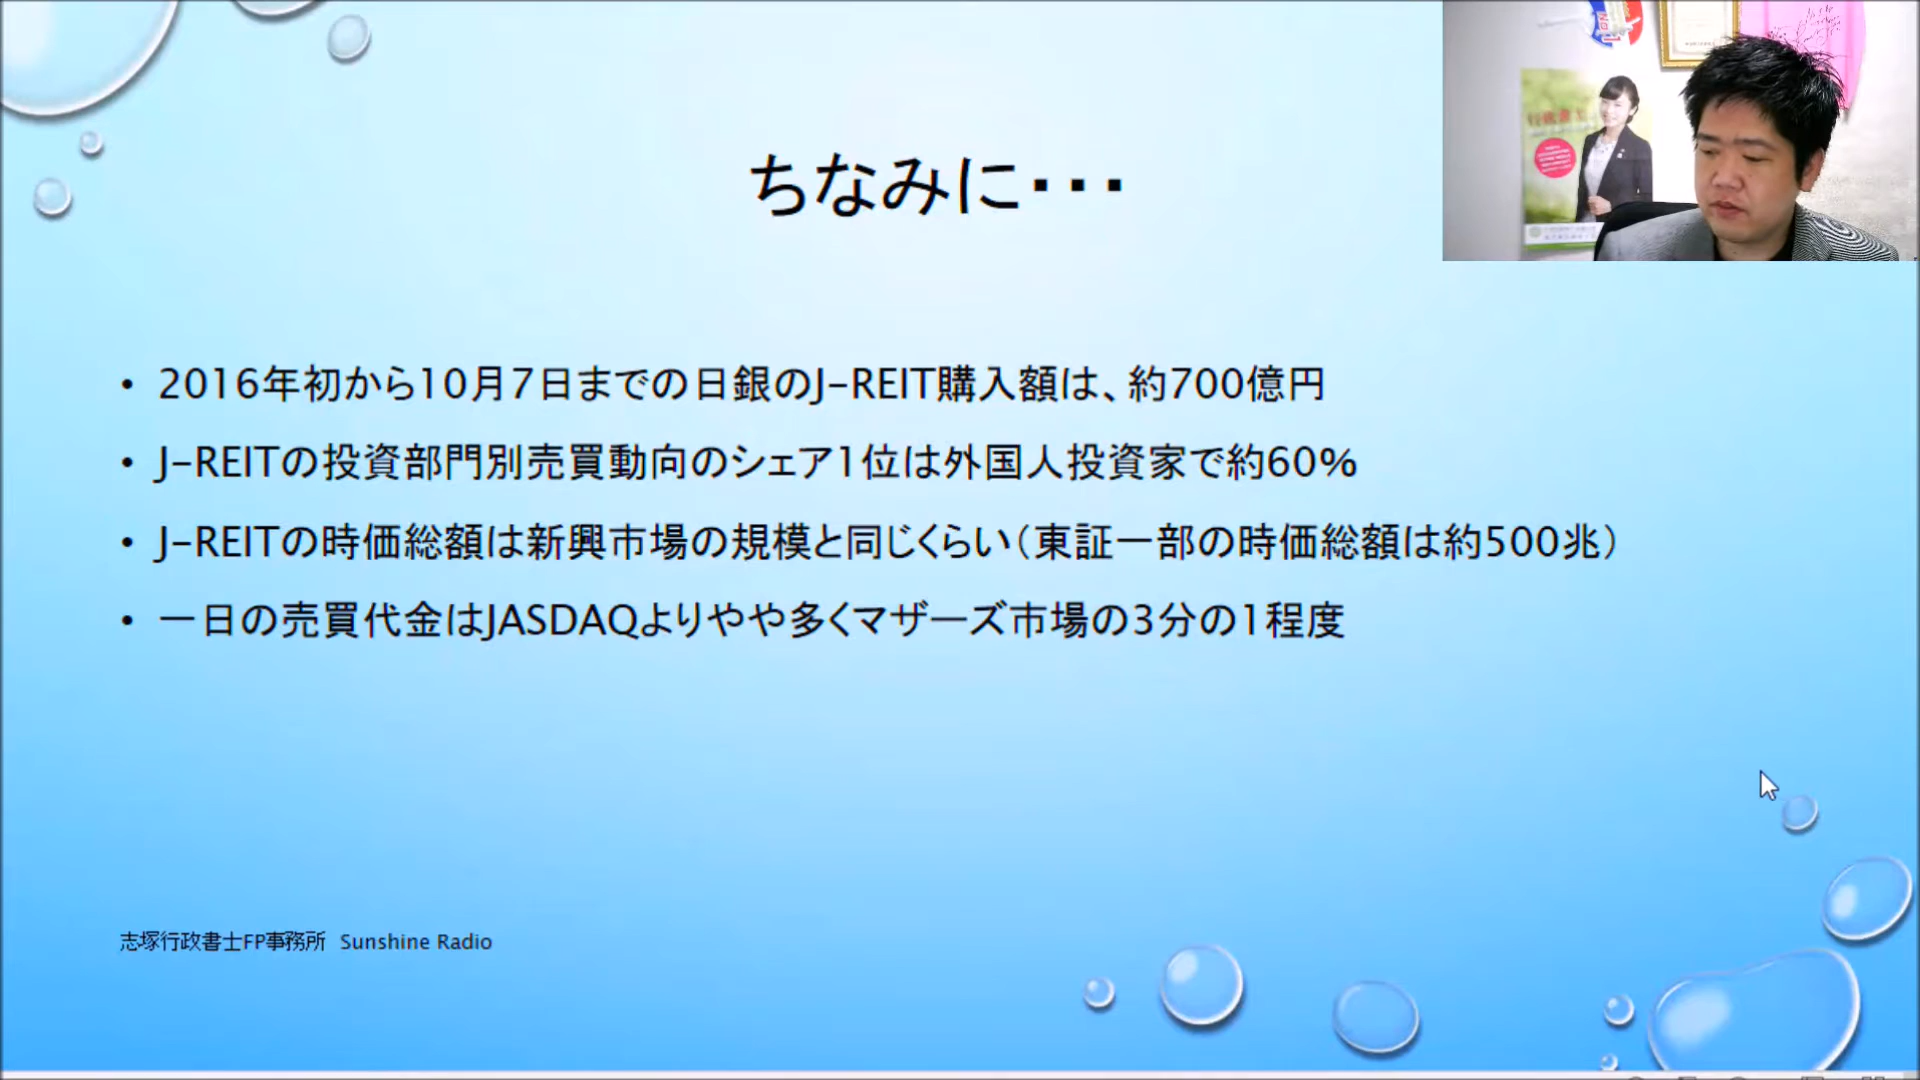 ちなみに・・・
• 2016年初から10月7日までの日銀のJ-REIT購入額は、約700億円
• J-REITの投資部門別売買動向のシェア1位は外国人投資家で約60%
• J-REITの時価総額は新興市場の規模と同じくらい（東証一部の時価総額は約500兆）
• 一日の売買代金はJASDAQよりやや多くマザーズ市場の3分の1程度
志塚行政書士FP事務所 Sunshine Radio